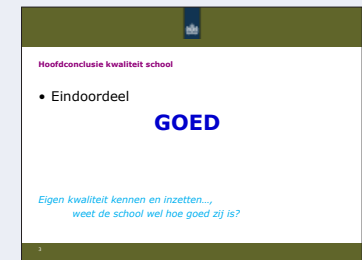 Hoofdconclusie kwaliteit school
• Eindoordeel
GOED
Eigen kwaliteit kennen en inzetten…,
weet de school wel hoe goed zij is?
3